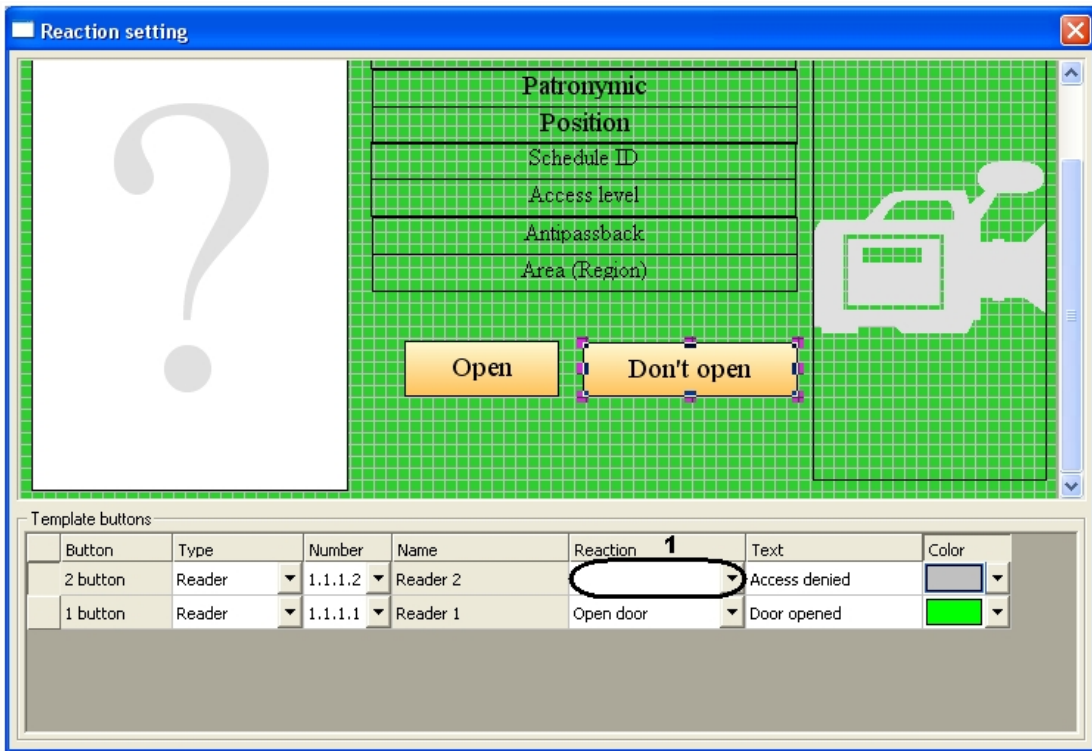 Reaction setting
Patronymic
Position
Schedule ID
Access level
Antipassback
Area (Region)
Open
Don't open
Template buttons
Button Type Number Name Reaction 1 Text Color
2 button Reader 1.1.1.2 Reader 2 Access denied
1 button Reader 1.1.1.1 Reader 1 Open door Door opened